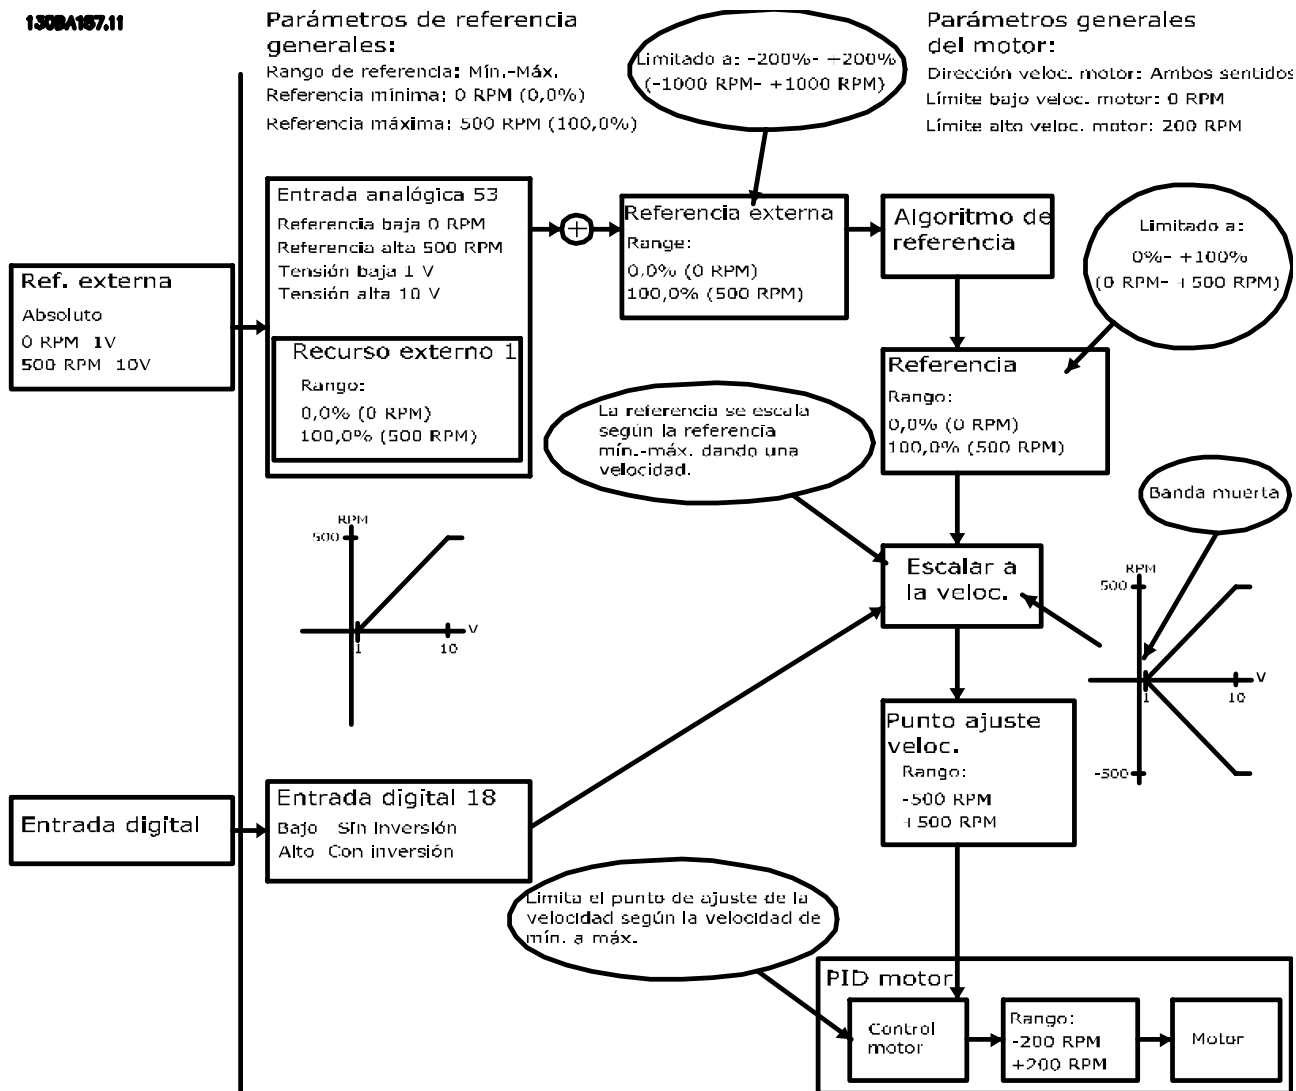 130BA187.11
Parámetros de referencia
generales:
Rango de referencia: Mín.-Máx.
Referencia mínima: 0 RPM (0,0%)
Referencia máxima: 500 RPM (100,0%)
Limitado a: -200%- +200%
(-1000 RPM- +1000 RPM)
Parámetros generales
del motor:
Dirección veloc. motor: Ambos sentidos
Límite bajo veloc. motor: 0 RPM
Límite alto veloc. motor: 200 RPM
Ref. externa
Absoluto
0 RPM 1V
500 RPM 10V
Entrada analógica 53
Referencia baja 0 RPM
Referencia alta 500 RPM
Tensión baja 1 V
Tensión alta 10 V
Recurso externo 1
Rango:
0,0% (0 RPM)
100,0% (500 RPM)
+
Referencia externa
Range:
0,0% (0 RPM)
100,0% (500 RPM)
Algoritmo de
referencia
Limitado a:
0%- +100%
(0 RPM- +500 RPM)
Referencia
Rango:
0,0% (0 RPM)
100,0% (500 RPM)
La referencia se escala
según la referencia
mín.-máx. dando una
velocidad.
Banda muerta
RPM
500
V
1
10
Escalar a
la veloc.
RPM
500
V
1
10
-500
Punto ajuste
veloc.
Rango:
-500 RPM
+500 RPM
Entrada digital
Entrada digital 18
Bajo Sin inversión
Alto Con inversión
Limita el punto de ajuste de la
velocidad según la velocidad de
mín. a máx.
PID motor
Control
motor
Rango:
-200 RPM
+200 RPM
Motor